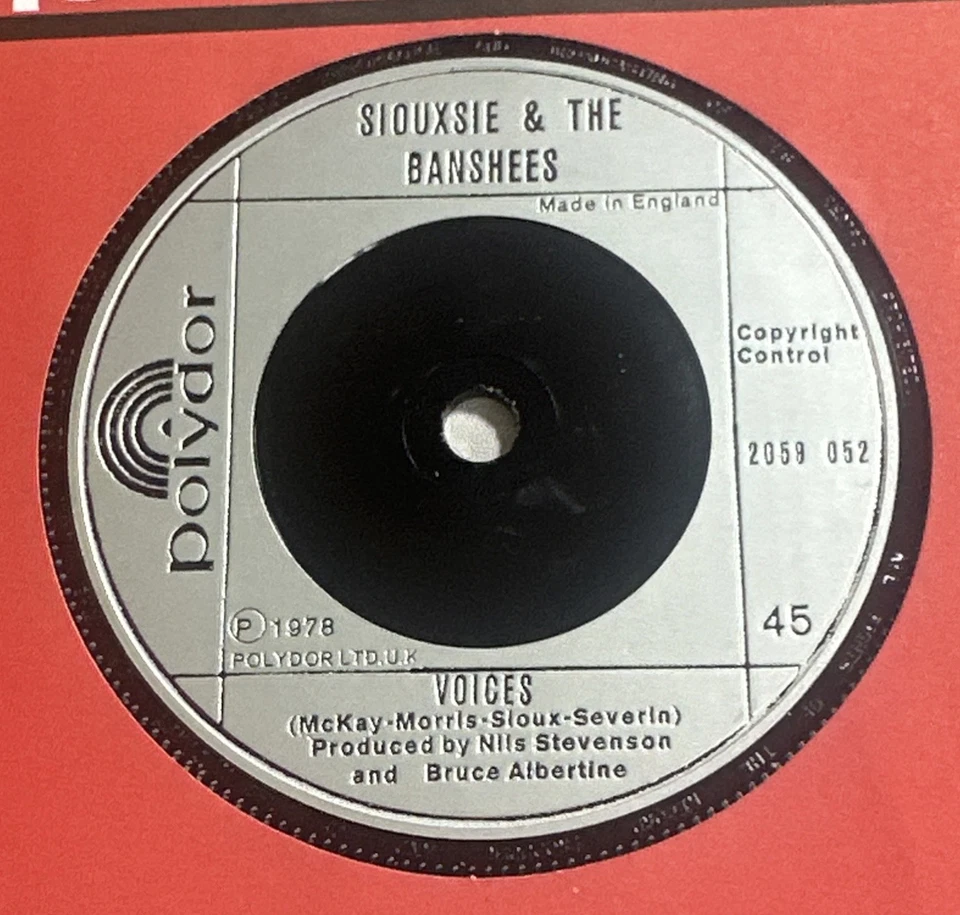 SIOUXSIE & THE
BANSHEES
Made in England
polydor
Copyright
Control
2059 052
Ⓟ1978
POLYDOR LTD.U.K
45
VOICES
(McKay-Morris-Sioux-Severin)
Produced by Nils Stevenson
and Bruce Albertine